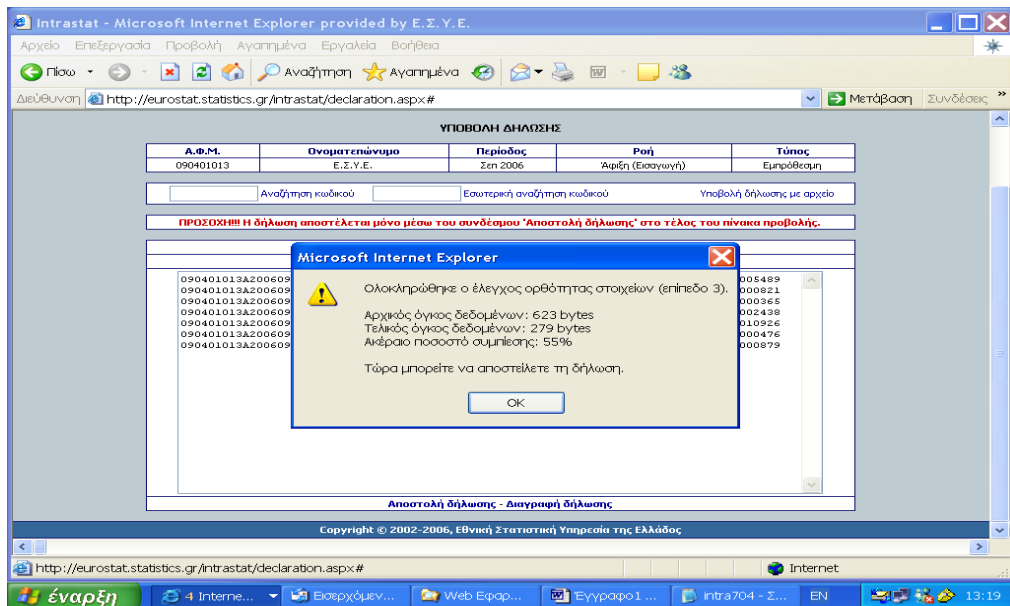 Intrastat - Microsoft Internet Explorer provided by Ε.Σ.Υ.Ε.
Αρχείο Επεξεργασία Προβολή Αγαπημένα Εργαλεία Βοήθεια
Πίσω Αναζήτηση Αγαπημένα
Διεύθυνση http://eurostat.statistics.gr/intrastat/declaration.aspx# Μετάβαση Συνδέσεις »
ΥΠΟΒΟΛΗ ΔΗΛΩΣΗΣ
Α.Φ.Μ. Ονοματεπώνυμο Περίοδος Ροή Τύπος
090401013 Ε.Σ.Υ.Ε. Σεπ 2006 Άφιξη (Εισαγωγή) Εμπρόθεσμη
Αναζήτηση κωδικού Εσωτερική αναζήτηση κωδικού Υποβολή δήλωσης με αρχείο
ΠΡΟΣΟΧΗ!!! Η δήλωση αποστέλεται μόνο μέσω του συνδέσμου 'Αποστολή δήλωσης' στο τέλος του πίνακα προβολής.
090401013A200609 005489
090401013A200609 000821
090401013A200609 000365
090401013A200609 002438
090401013A200609 010926
090401013A200609 000476
090401013A200609 000879
Microsoft Internet Explorer
Ολοκληρώθηκε ο έλεγχος ορθότητας στοιχείων (επίπεδο 3).
Αρχικός όγκος δεδομένων: 623 bytes
Τελικός όγκος δεδομένων: 279 bytes
Ακέραιο ποσοστό συμπίεσης: 55%
Τώρα μπορείτε να αποστείλετε τη δήλωση.
OK
Αποστολή δήλωσης - Διαγραφή δήλωσης
Copyright © 2002-2006, Εθνική Στατιστική Υπηρεσία της Ελλάδος
http://eurostat.statistics.gr/intrastat/declaration.aspx# Internet
έναρξη 4 Interne... Εισερχόμεν... Web Εφαρ... Έγγραφο1 ... intra704 - Σ... EN 13:19